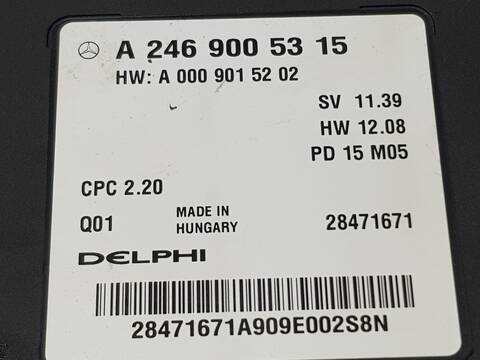 A 246 900 53 15
HW: A 000 901 52 02
SV 11.39
HW 12.08
PD 15 M05
CPC 2.20
Q01 MADE IN HUNGARY 28471671
DELPHI
28471671A909E002S8N